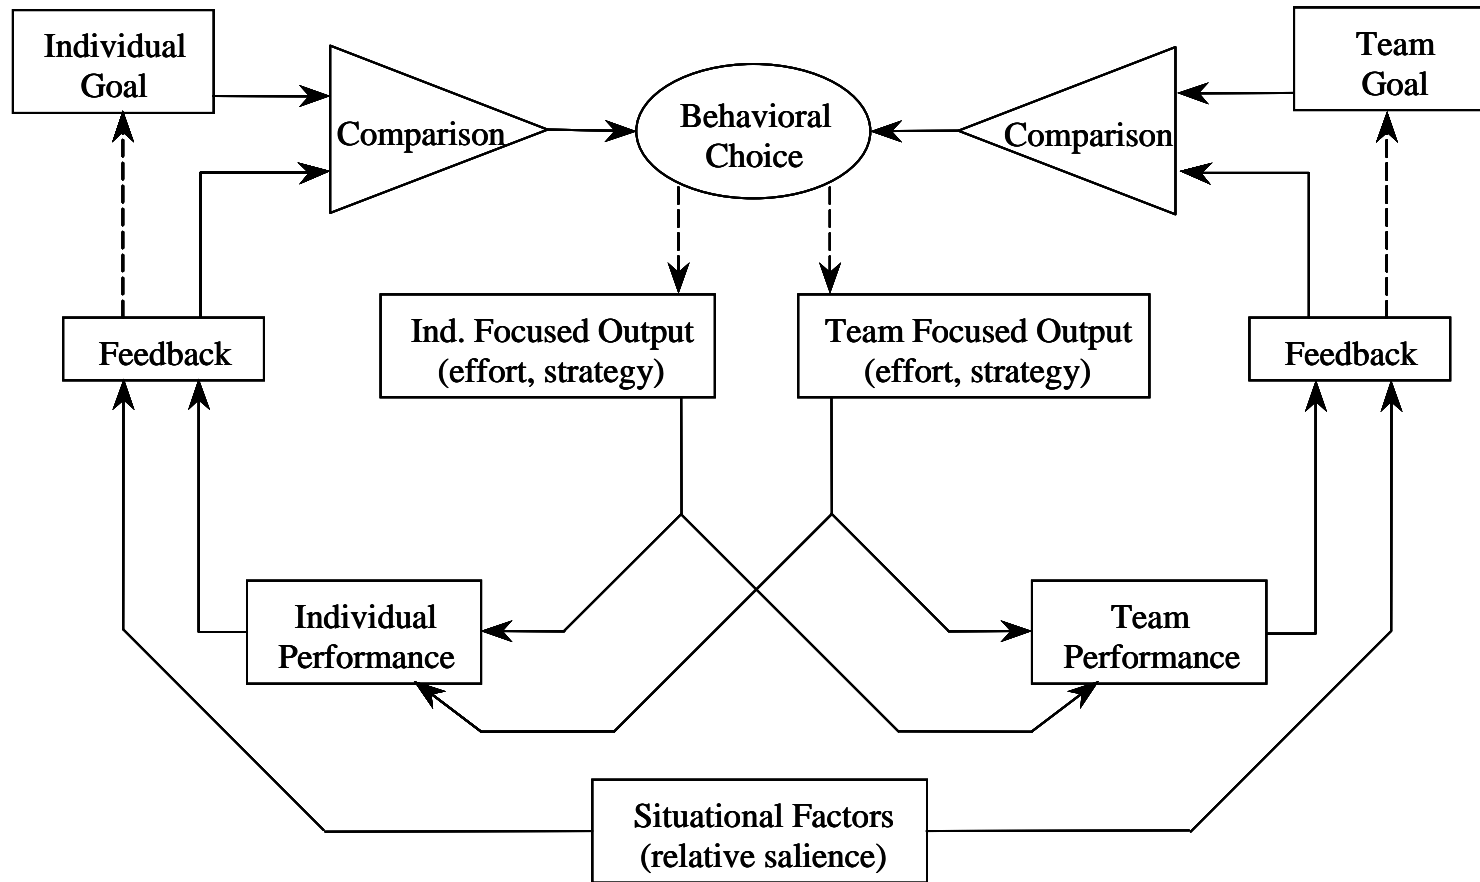 Individual
Goal
Team
Goal
Comparison
Behavioral
Choice
Comparison
Ind. Focused Output
(effort, strategy)
Team Focused Output
(effort, strategy)
Feedback
Feedback
Individual
Performance
Team
Performance
Situational Factors
(relative salience)